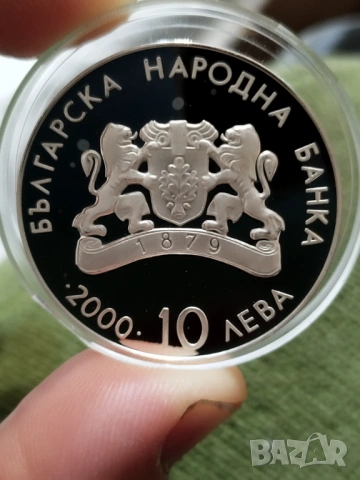 БЪЛГАРСКА НАРОДНА БАНКА
1879
·2000· 10 ЛЕВА
BAZAR